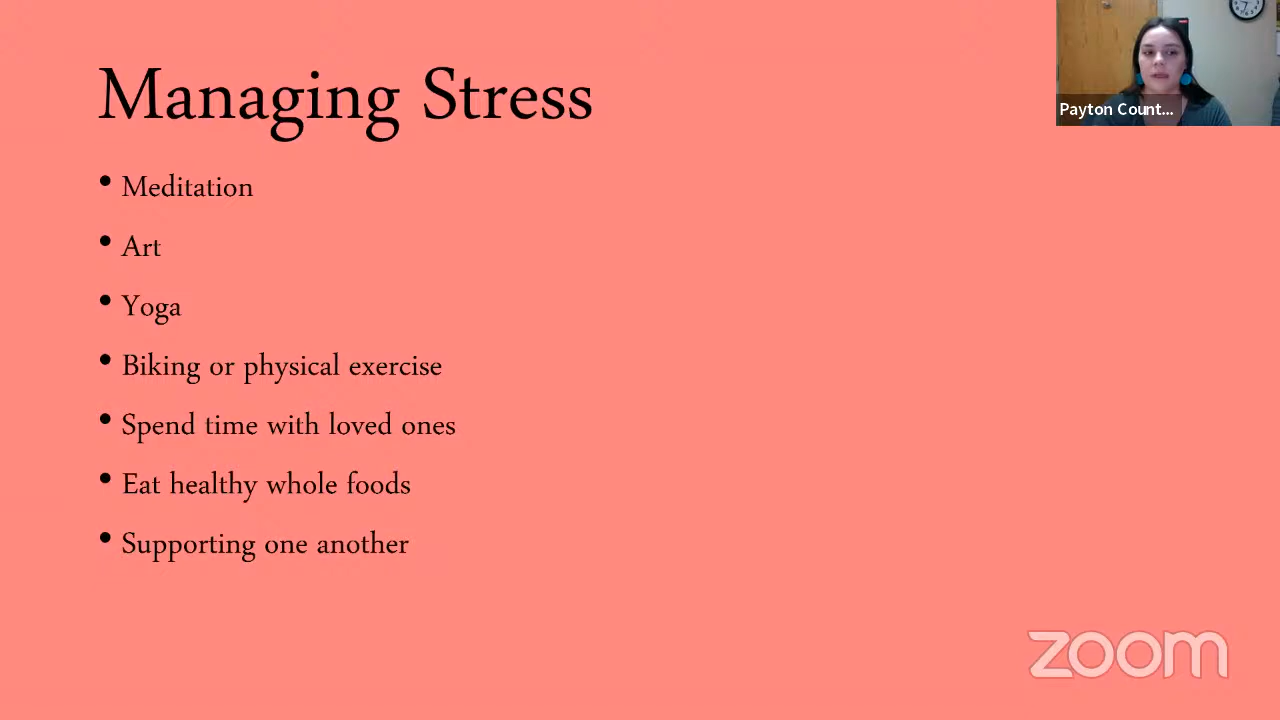 Managing Stress
• Meditation
• Art
• Yoga
• Biking or physical exercise
• Spend time with loved ones
• Eat healthy whole foods
• Supporting one another
Payton Count...
zoom